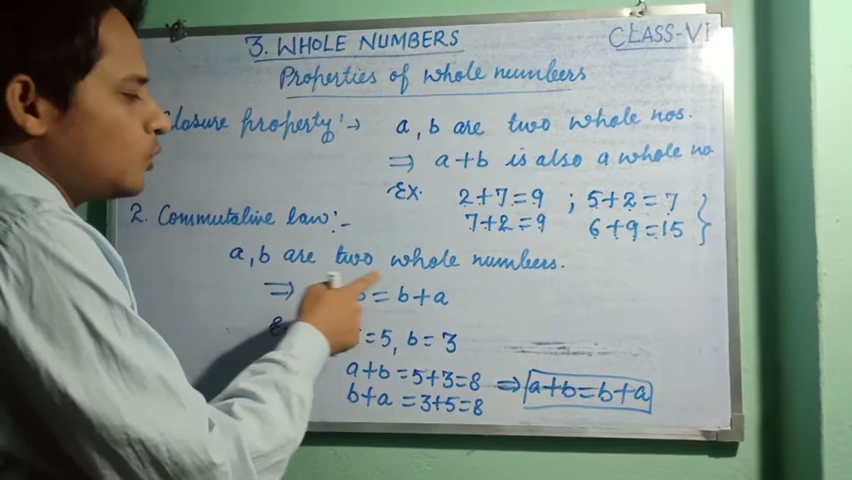 3. WHOLE NUMBERS
CLASS-VI
Properties of whole numbers
losure property :→ a, b are two whole nos.
⇒ a+b is also a whole no
Ex. 2+7=9 ; 5+2=7
7+2=9 6+9=15
2. Commutative law:-
a, b are two whole numbers.
⇒ b = b+a
= 5, b = 3
a+b = 5+3=8 ⇒ a+b=b+a
b+a = 3+5=8